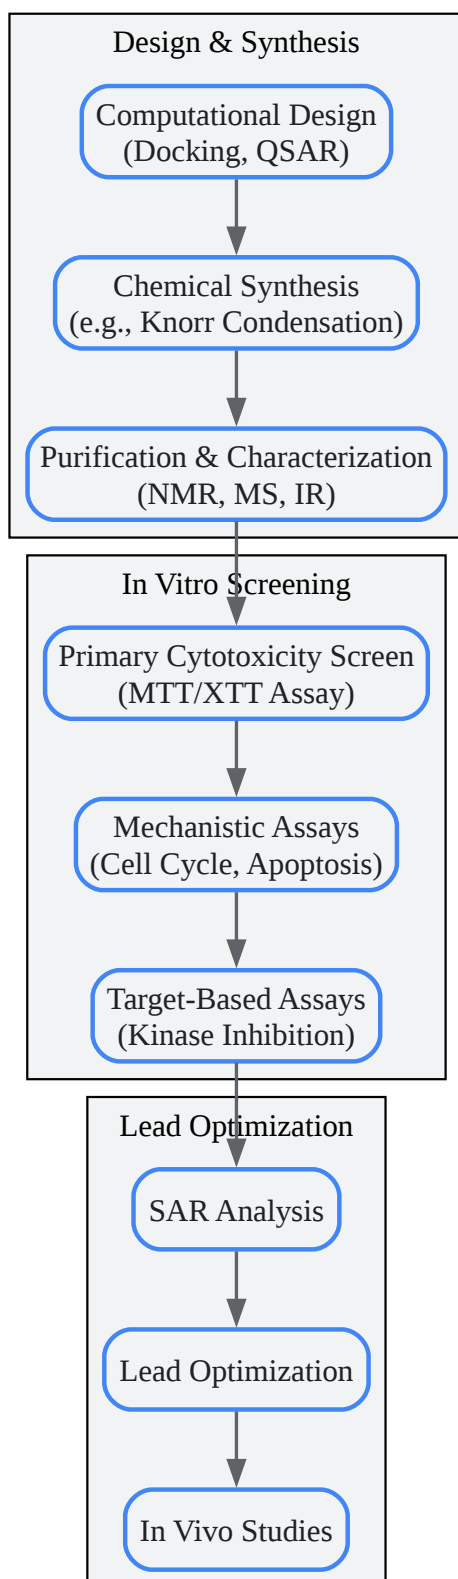 Design & Synthesis
Computational Design
(Docking, QSAR)
Chemical Synthesis
(e.g., Knorr Condensation)
Purification & Characterization
(NMR, MS, IR)
In Vitro Screening
Primary Cytotoxicity Screen
(MTT/XTT Assay)
Mechanistic Assays
(Cell Cycle, Apoptosis)
Target-Based Assays
(Kinase Inhibition)
Lead Optimization
SAR Analysis
Lead Optimization
In Vivo Studies